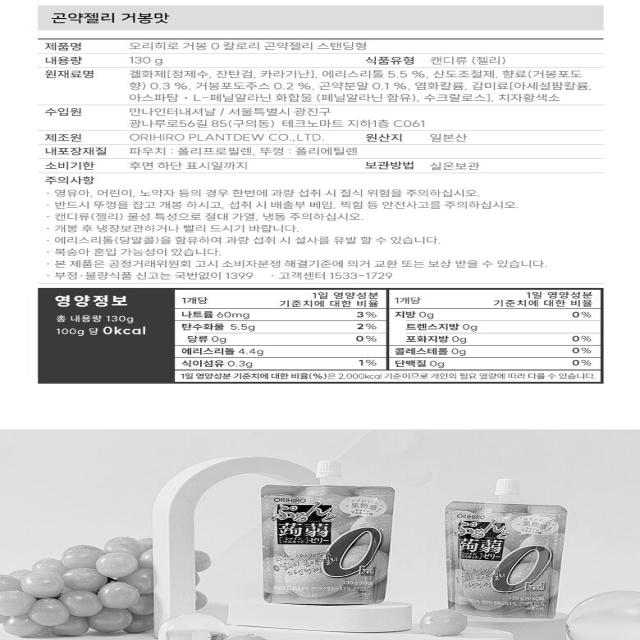 곤약젤리 거봉맛
제품명 오리히로 거봉 0 칼로리 곤약젤리 스탠딩형
내용량 130 g 식품유형 캔디류 (젤리)
원재료명 겔화제[정제수, 잔탄검, 카라기난], 에리스리톨 5.5 %, 산도조절제, 향료(거봉포도
향) 0.3 %, 거봉포도주스 0.2 %, 곤약분말 0.1 %, 염화칼륨, 감미료[아세설팜칼륨,
아스파탐 · L-페닐알라닌 화합물 (페닐알라닌 함유), 수크랄로스], 치자황색소
수입원 만나인터내셔날 / 서울특별시 광진구
광나루로56길 85(구의동) 테크노마트 지하1층 C061
제조원 ORIHIRO PLANTDEW CO.,LTD. 원산지 일본산
내포장재질 파우치 : 폴리프로필렌, 뚜껑 : 폴리에틸렌
소비기한 후면 하단 표시일까지 보관방법 실온보관
주의사항
· 영유아, 어린이, 노약자 등의 경우 한번에 과량 섭취 시 질식 위험을 주의하십시오.
· 반드시 뚜껑을 잡고 개봉 하시고, 섭취 시 배출부 베임, 찍힘 등 안전사고를 주의하십시오.
· 캔디류(젤리) 물성 특성으로 절대 가열, 냉동 주의하십시오.
· 개봉 후 냉장보관하거나 빨리 드시기 바랍니다.
· 에리스리톨(당알콜)을 함유하여 과량 섭취 시 설사를 유발 할 수 있습니다.
· 복숭아 혼입 가능성이 있습니다.
· 본 제품은 공정거래위원회 고시 소비자분쟁 해결기준에 의거 교환 또는 보상 받을 수 있습니다.
· 부정·불량식품 신고는 국번없이 1399 · 고객센터 1533-1729
영양정보
총 내용량 130g
100g 당 0kcal
1개당 1일 영양성분 기준치에 대한 비율
나트륨 60mg 3%
탄수화물 5.5g 2%
당류 0g 0%
에리스리톨 4.4g
식이섬유 0.3g 1%
1개당 1일 영양성분 기준치에 대한 비율
지방 0g 0%
트랜스지방 0g
포화지방 0g 0%
콜레스테롤 0g 0%
단백질 0g 0%
1일 영양성분 기준치에 대한 비율(%)은 2,000kcal 기준이므로 개인의 필요 열량에 따라 다를 수 있습니다.
ORIHIRO
ぷるんと
蒟蒻
ゼリー
0
130 g
ORIHIRO
ぷるんと
蒟蒻
ゼリー
0